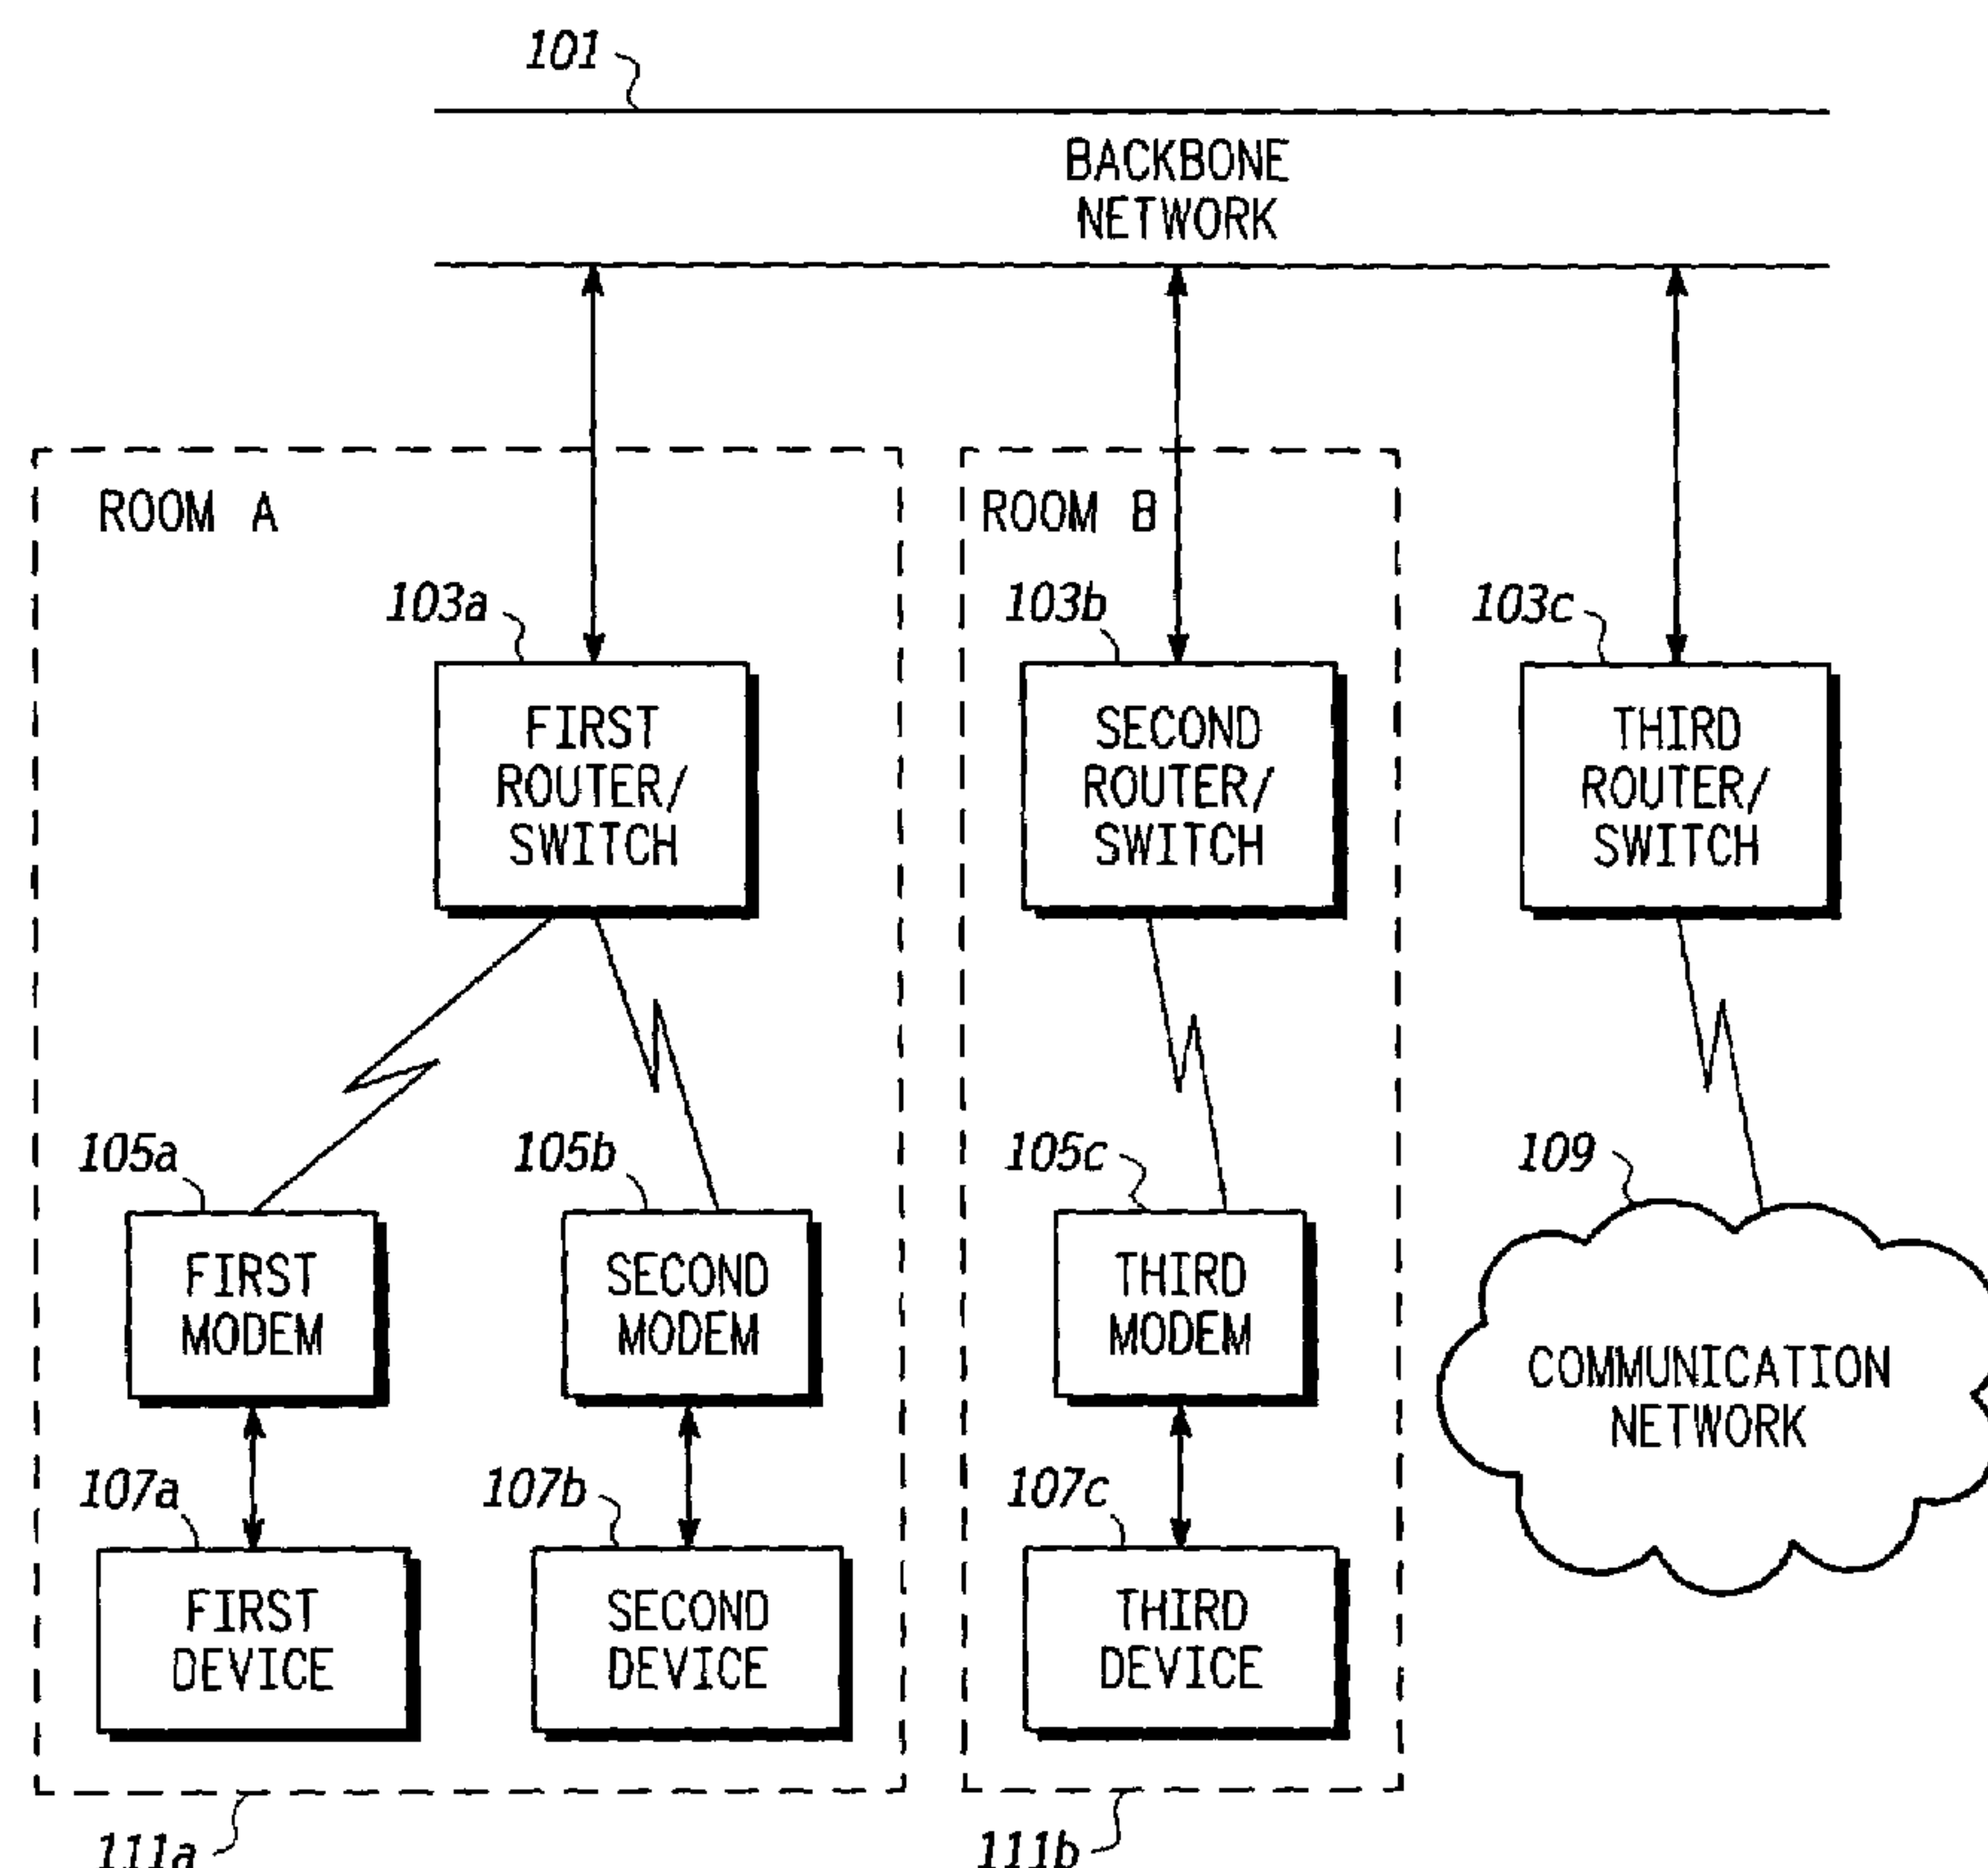 101
BACKBONE
NETWORK
ROOM A
ROOM B
103a
103b
103c
FIRST
ROUTER/
SWITCH
SECOND
ROUTER/
SWITCH
THIRD
ROUTER/
SWITCH
105a
105b
105c
109
FIRST
MODEM
SECOND
MODEM
THIRD
MODEM
COMMUNICATION
NETWORK
107a
107b
107c
FIRST
DEVICE
SECOND
DEVICE
THIRD
DEVICE
111a
111b